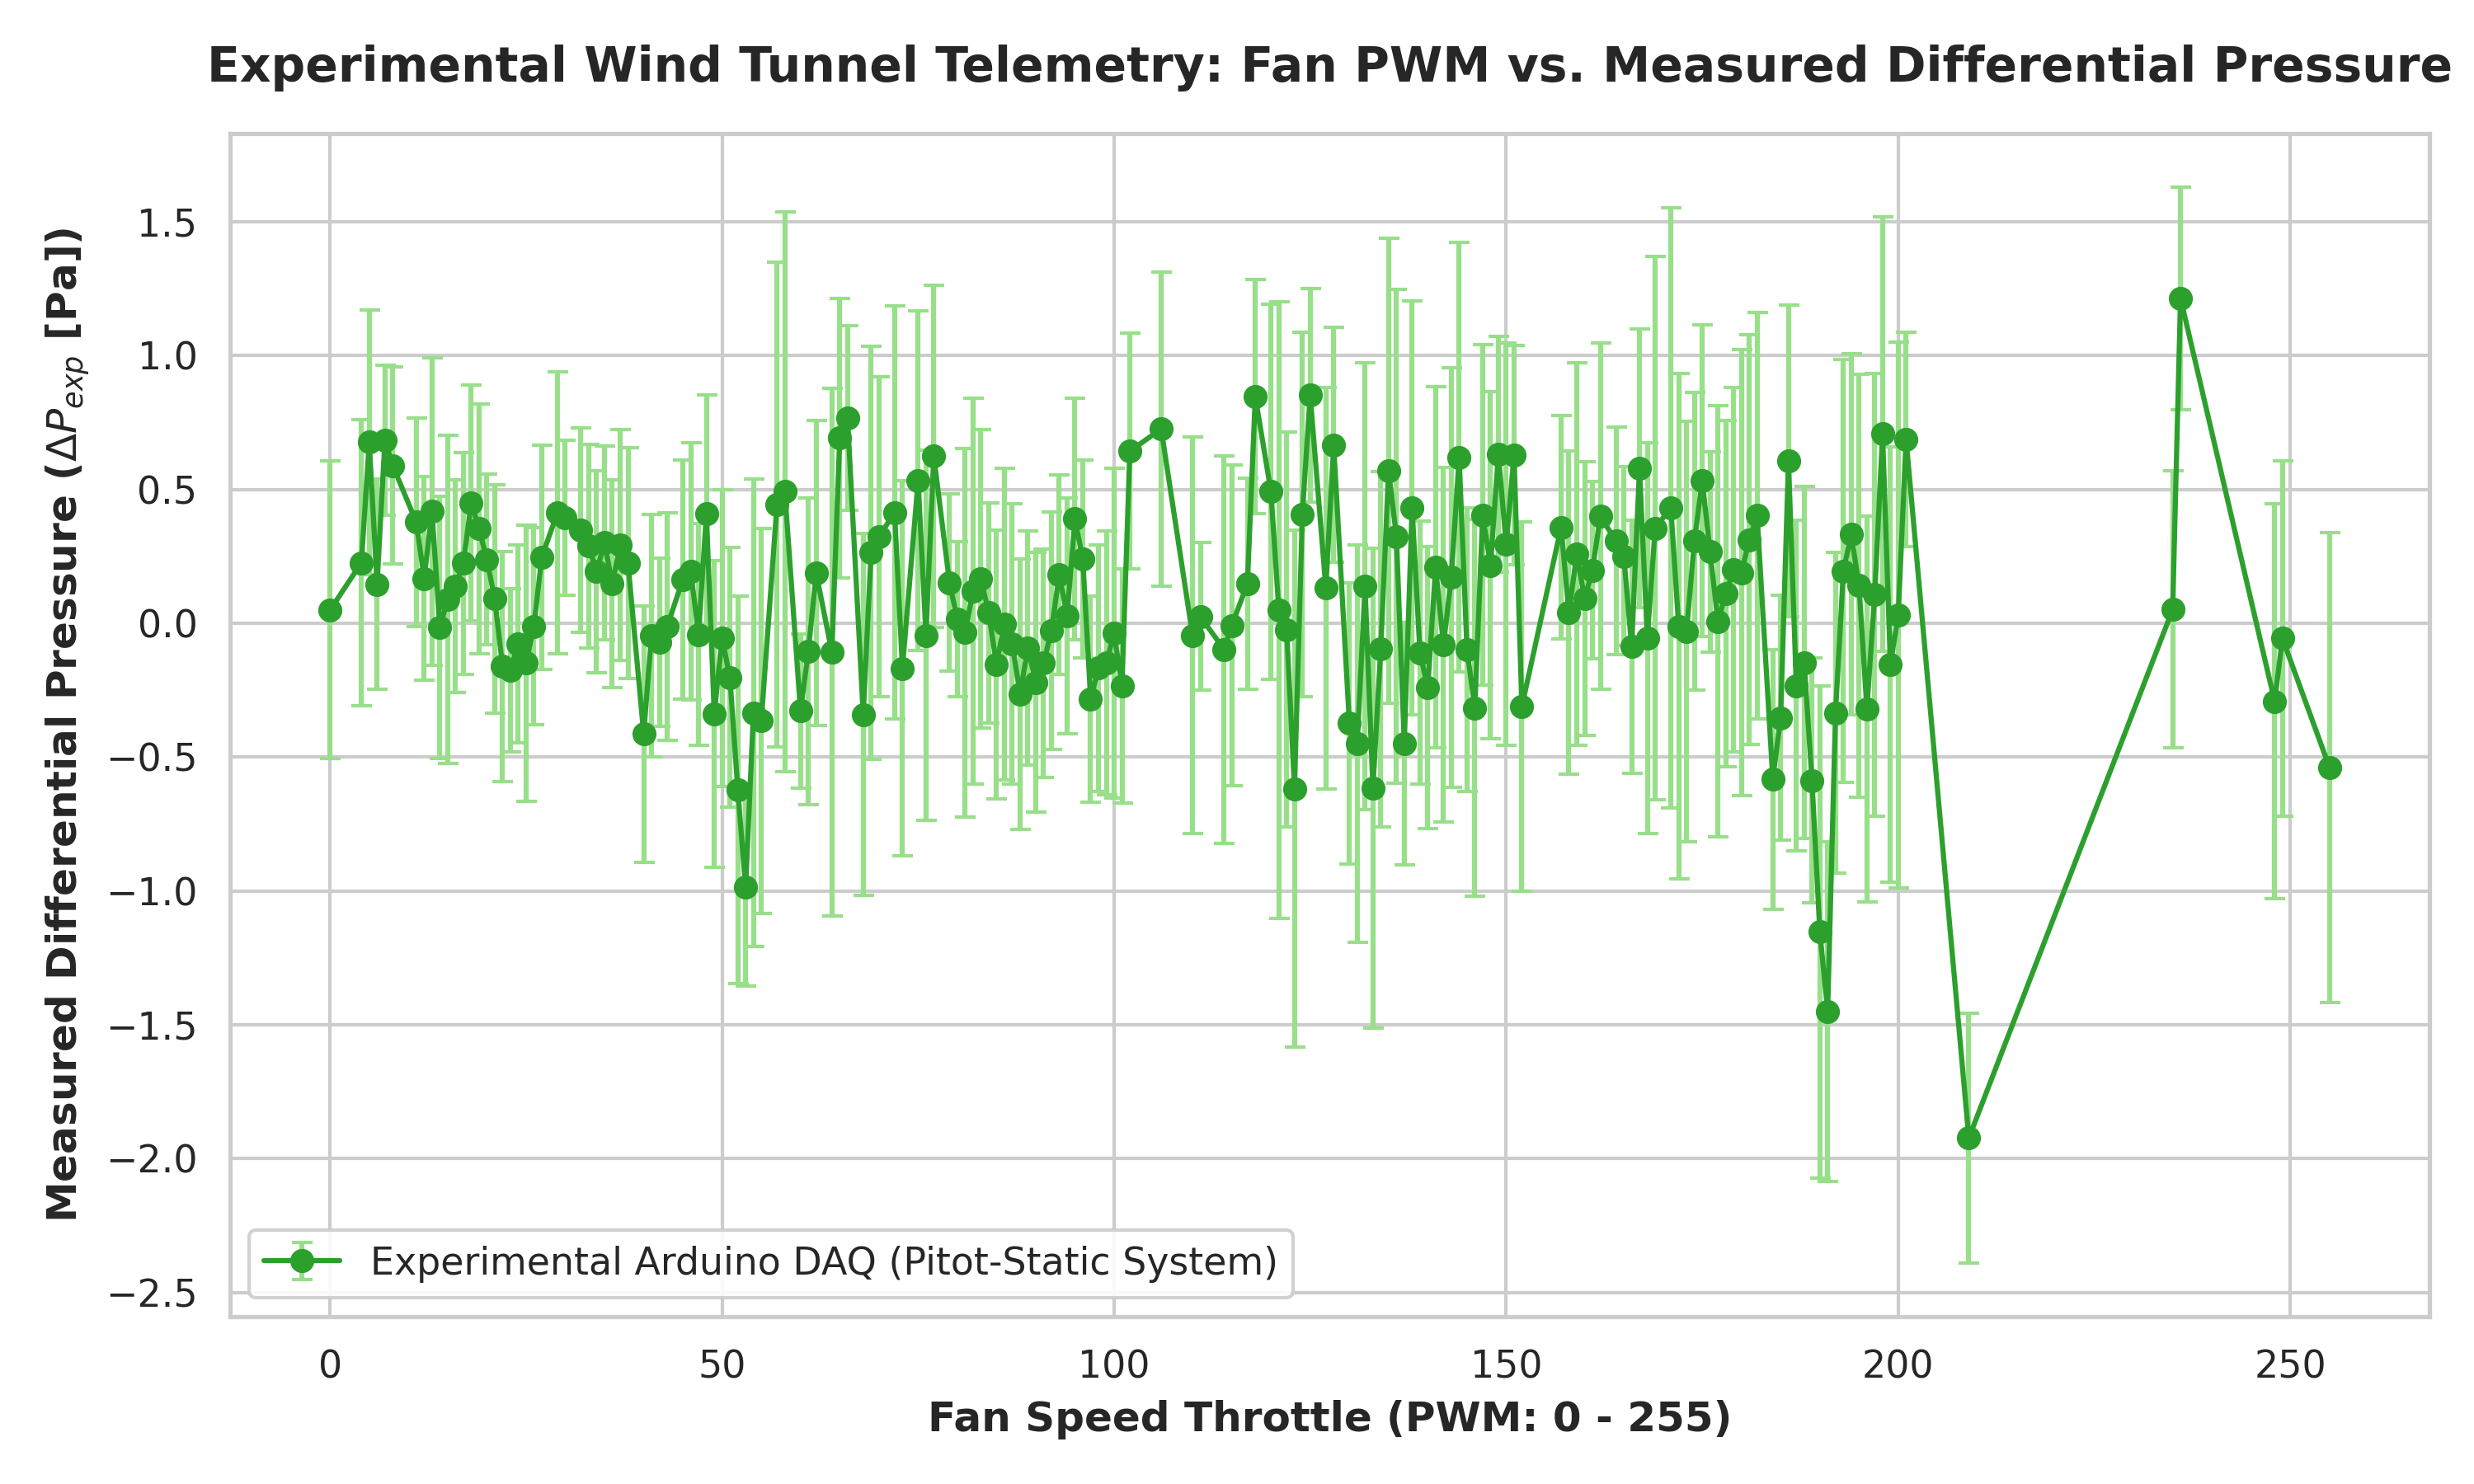 Experimental Wind Tunnel Telemetry: Fan PWM vs. Measured Differential Pressure
Measured Differential Pressure (ΔP_exp [Pa])
1.5
1.0
0.5
0.0
−0.5
−1.0
−1.5
−2.0
−2.5
Experimental Arduino DAQ (Pitot-Static System)
0 50 100 150 200 250
Fan Speed Throttle (PWM: 0 - 255)